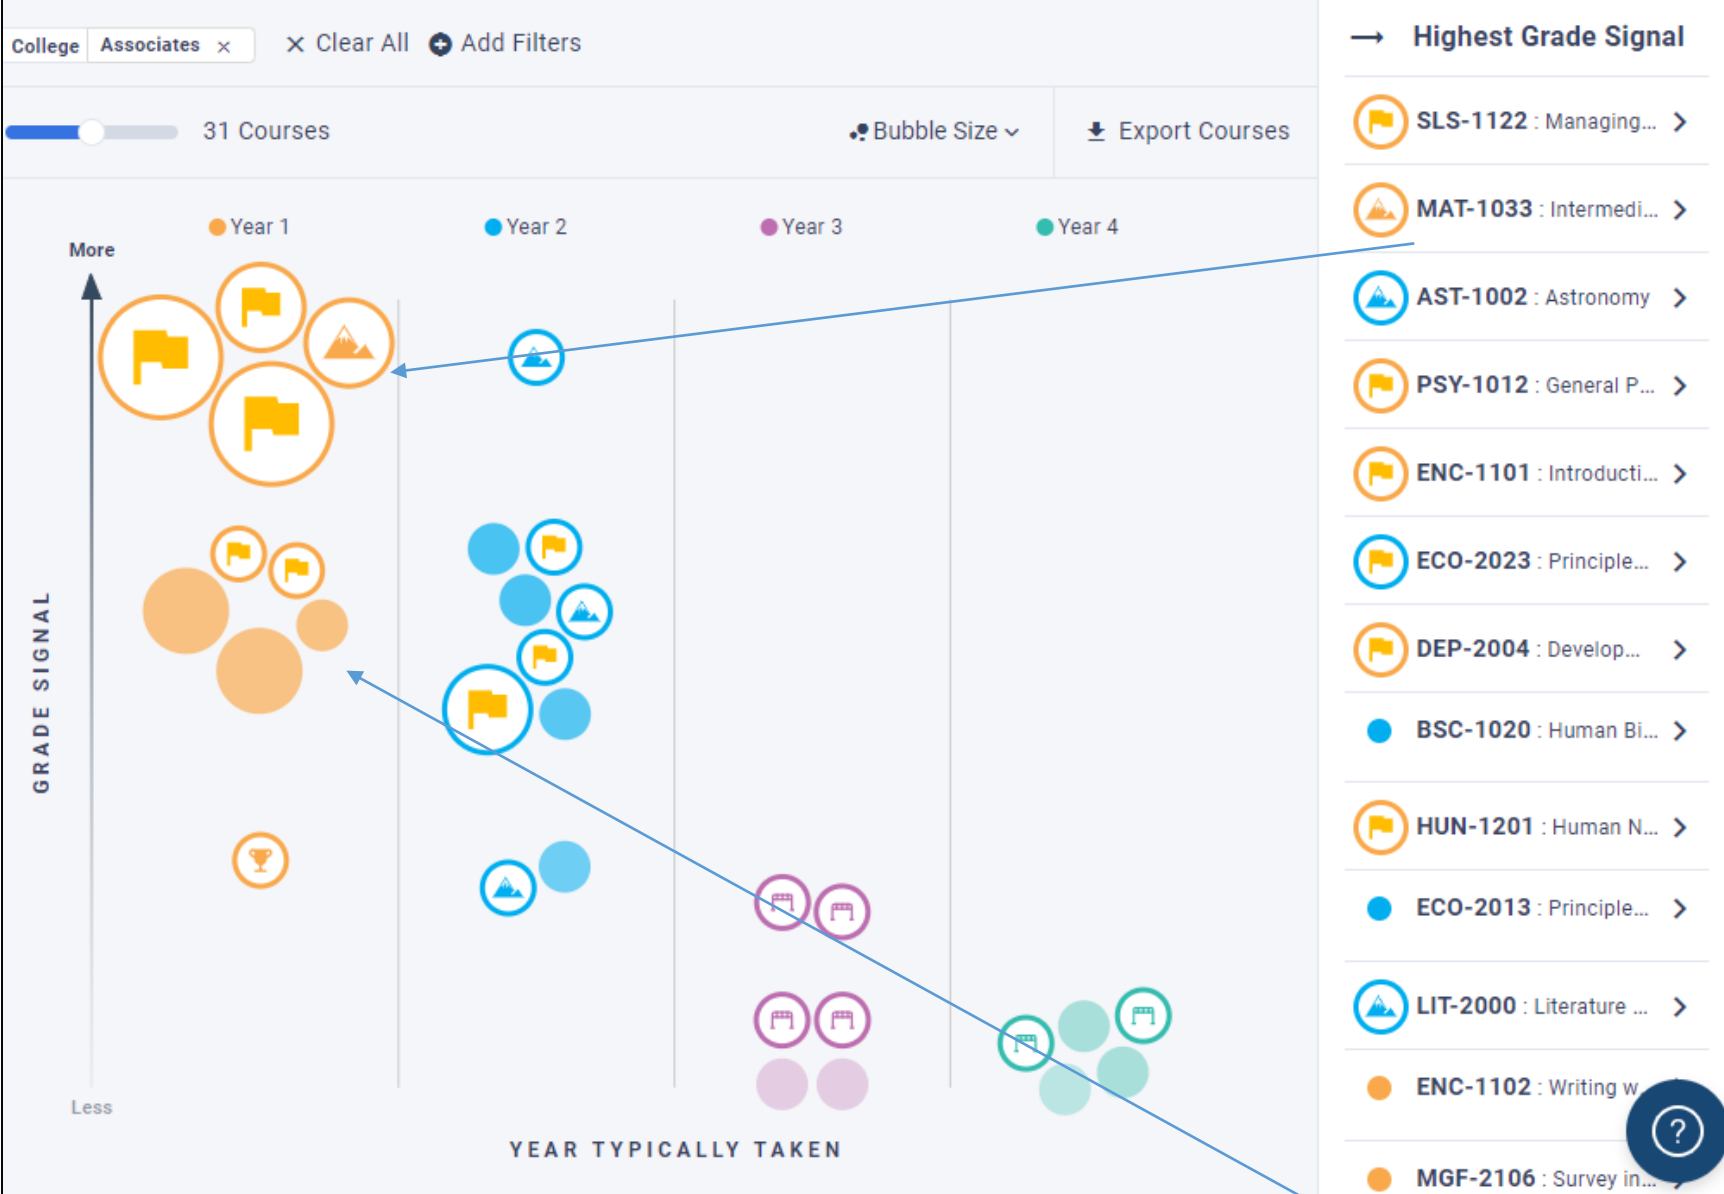 College Associates ×
× Clear All
Add Filters
31 Courses
Bubble Size
Export Courses
Year 1
Year 2
Year 3
Year 4
More
GRADE SIGNAL
Less
YEAR TYPICALLY TAKEN
Highest Grade Signal
SLS-1122 : Managing...
MAT-1033 : Intermedi...
AST-1002 : Astronomy
PSY-1012 : General P...
ENC-1101 : Introducti...
ECO-2023 : Principle...
DEP-2004 : Develop...
BSC-1020 : Human Bi...
HUN-1201 : Human N...
ECO-2013 : Principle...
LIT-2000 : Literature ...
ENC-1102 : Writing w
?
MGF-2106 : Survey in...